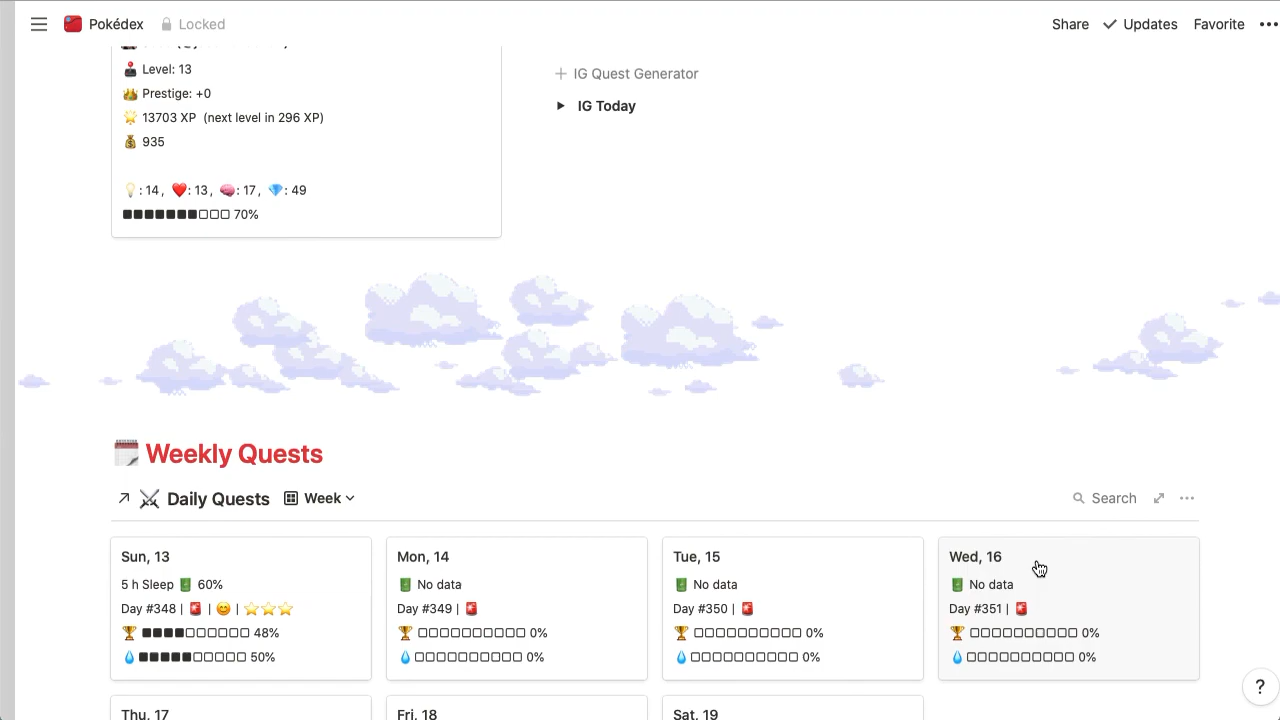 Pokédex Locked Share Updates Favorite
Level: 13
IG Quest Generator
Prestige: +0
IG Today
13703 XP (next level in 296 XP)
935
: 14, : 13, : 17, : 49
70%
Weekly Quests
Daily Quests Week Search
Sun, 13
5 h Sleep 60%
Day #348 | | |
48%
50%
Mon, 14
No data
Day #349 |
0%
0%
Tue, 15
No data
Day #350 |
0%
0%
Wed, 16
No data
Day #351 |
0%
0%
?
Thu, 17
Fri, 18
Sat, 19